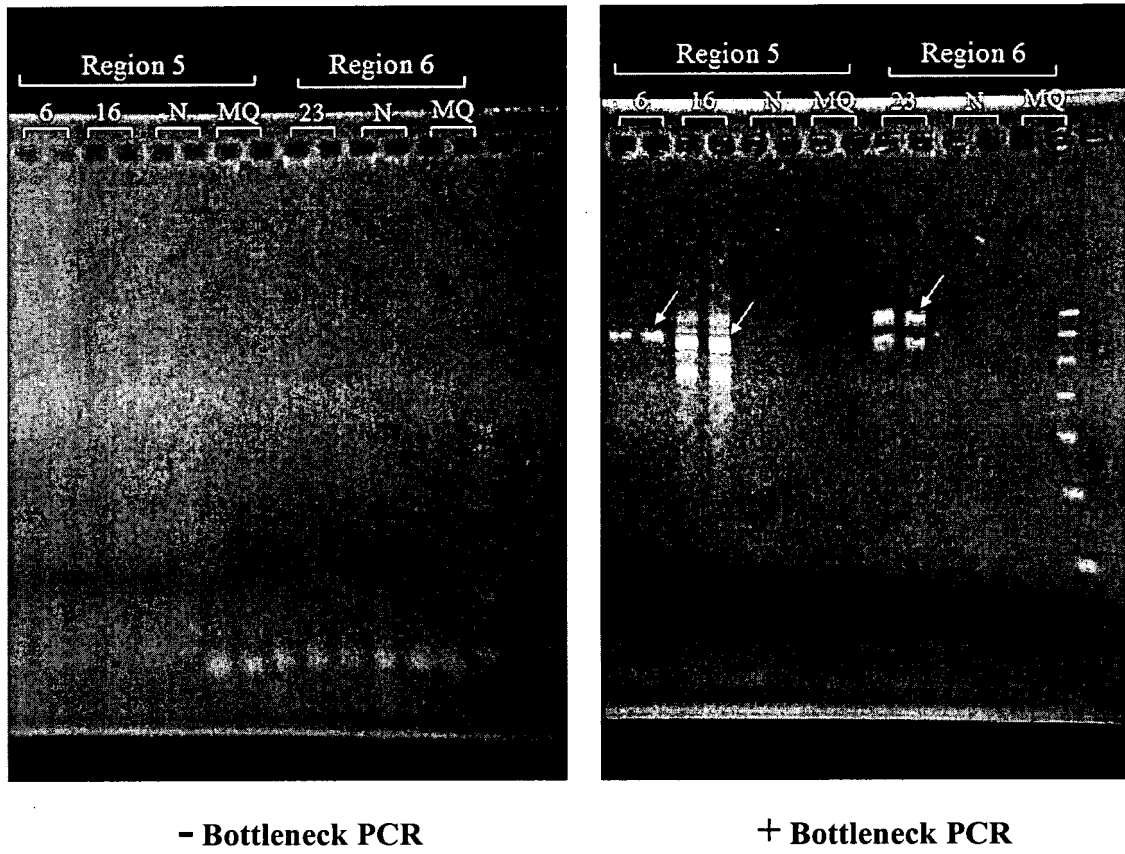 Region 5 Region 6
6 16 N MQ 23 N MQ
Region 5 Region 6
6 16 N MQ 23 N MQ
- Bottleneck PCR
+ Bottleneck PCR